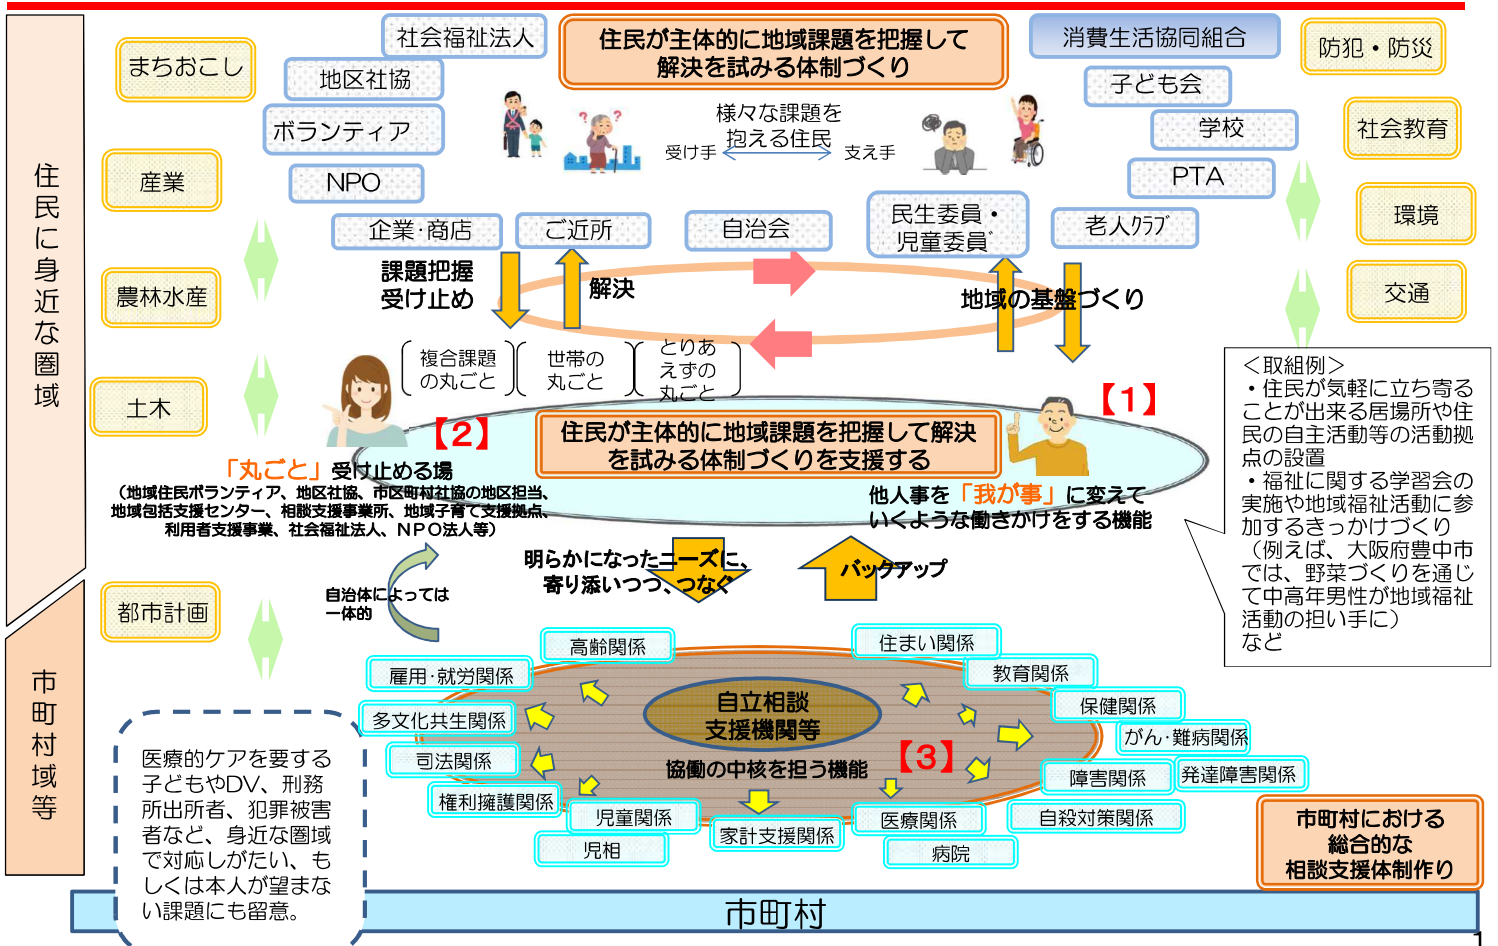 住民に身近な圏域
市町村域等
まちおこし
産業
農林水産
土木
都市計画
社会福祉法人
地区社協
ボランティア
NPO
企業・商店
ご近所
自治会
民生委員・
児童委員
老人クラブ
住民が主体的に地域課題を把握して
解決を試みる体制づくり
様々な課題を
抱える住民
受け手
支え手
? ?
消費生活協同組合
子ども会
学校
PTA
防犯・防災
社会教育
環境
交通
課題把握
受け止め
解決
地域の基盤づくり
複合課題
の丸ごと
世帯の
丸ごと
とりあ
えずの
丸ごと
【1】
【2】
住民が主体的に地域課題を把握して解決
を試みる体制づくりを支援する
「丸ごと」受け止める場
（地域住民ボランティア、地区社協、市区町村社協の地区担当、
地域包括支援センター、相談支援事業所、地域子育て支援拠点、
利用者支援事業、社会福祉法人、NPO法人等）
他人事を「我が事」に変えて
いくような働きかけをする機能
＜取組例＞
・住民が気軽に立ち寄る
ことが出来る居場所や住
民の自主活動等の活動拠
点の設置
・福祉に関する学習会の
実施や地域福祉活動に参
加するきっかけづくり
（例えば、大阪府豊中市
では、野菜づくりを通じ
て中高年男性が地域福祉
活動の担い手に）
など
明らかになったニーズに、
寄り添いつつ、つなぐ
バックアップ
自治体によっては
一体的
高齢関係
雇用・就労関係
多文化共生関係
司法関係
権利擁護関係
児童関係
児相
家計支援関係
医療関係
病院
住まい関係
教育関係
保健関係
がん・難病関係
発達障害関係
障害関係
自殺対策関係
自立相談
支援機関等
協働の中核を担う機能
【3】
医療的ケアを要する
子どもやDV、刑務
所出所者、犯罪被害
者など、身近な圏域
で対応しがたい、も
しくは本人が望まな
い課題にも留意。
市町村における
総合的な
相談支援体制作り
市町村
1